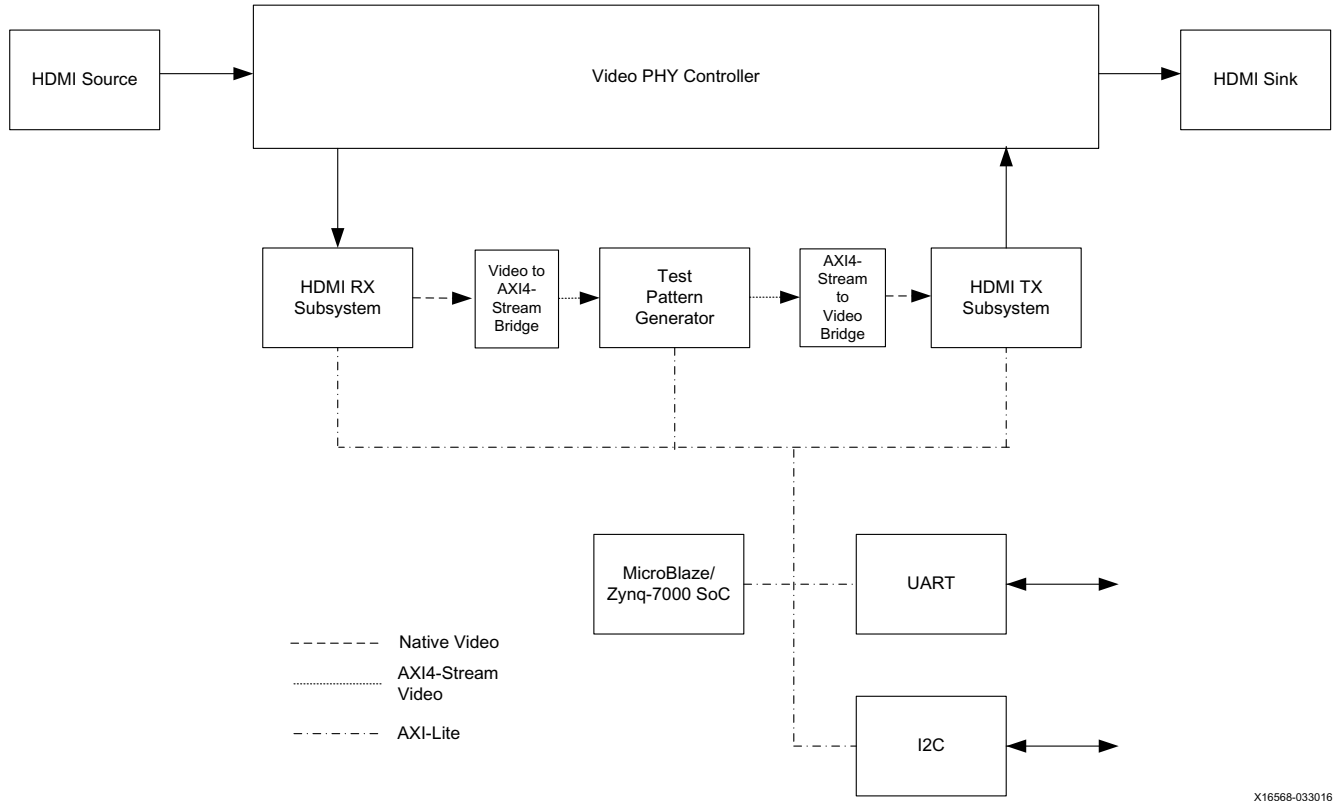 HDMI Source
Video PHY Controller
HDMI Sink
HDMI RX
Subsystem
Video to
AXI4-
Stream
Bridge
Test
Pattern
Generator
AXI4-
Stream
to
Video
Bridge
HDMI TX
Subsystem
MicroBlaze/
Zynq-7000 SoC
UART
Native Video
AXI4-Stream
Video
AXI-Lite
I2C
X16568-033016